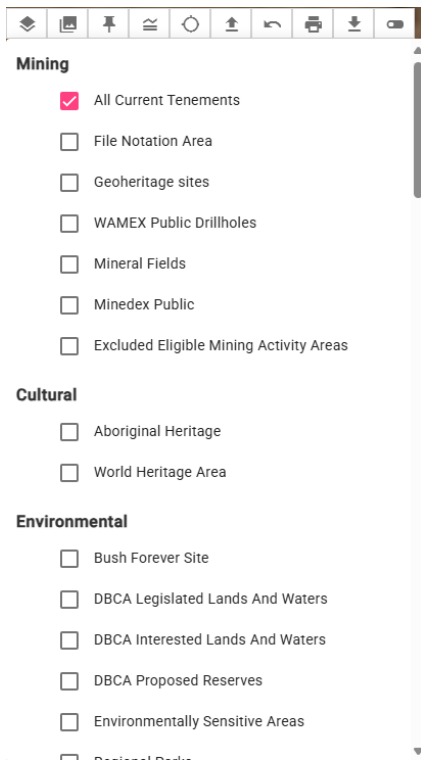 Mining
All Current Tenements
File Notation Area
Geoheritage sites
WAMEX Public Drillholes
Mineral Fields
Minedex Public
Excluded Eligible Mining Activity Areas
Cultural
Aboriginal Heritage
World Heritage Area
Environmental
Bush Forever Site
DBCA Legislated Lands And Waters
DBCA Interested Lands And Waters
DBCA Proposed Reserves
Environmentally Sensitive Areas
Regional Parks